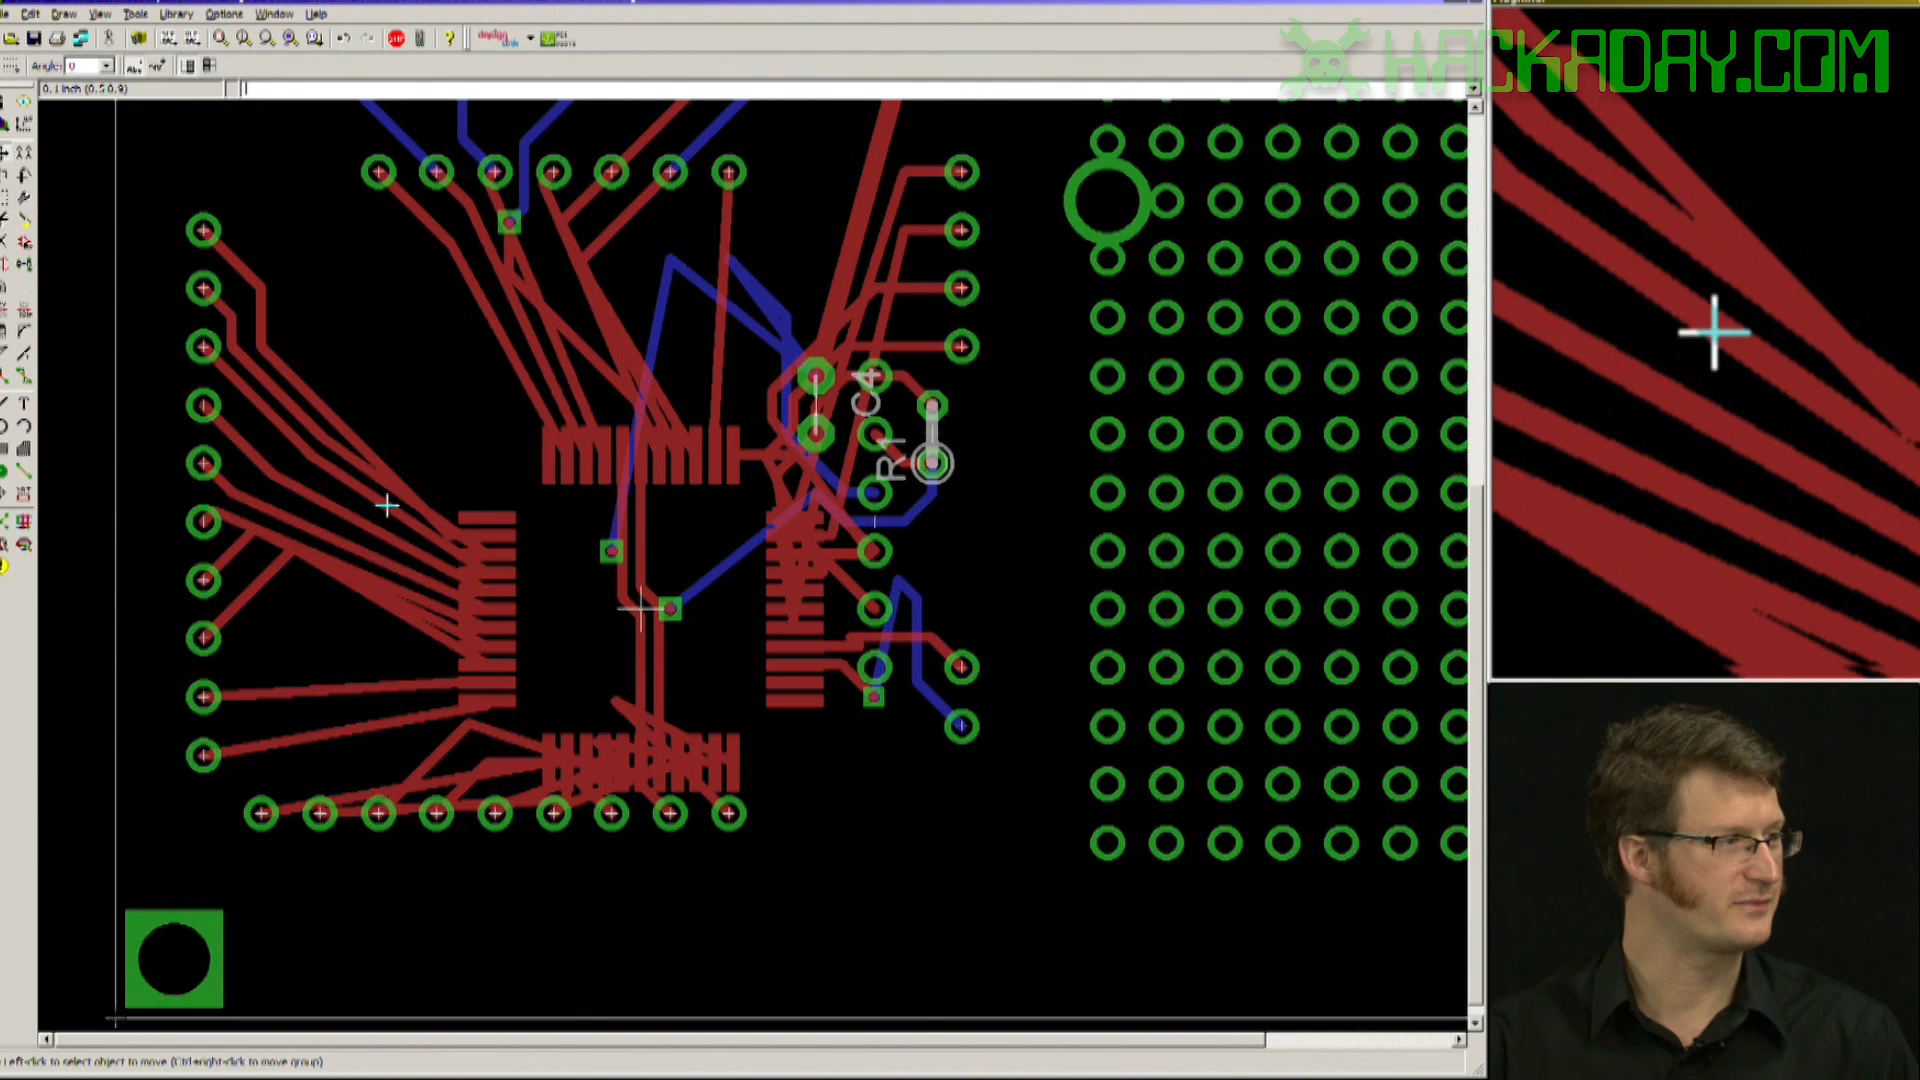 Edit Draw View Tools Library Options Window Help
HACKADAY.COM
Angle: 0
0.1 inch (0.5 0.9)
C4
R1
Left-click to select object to move (Ctrl+right-click to move group)